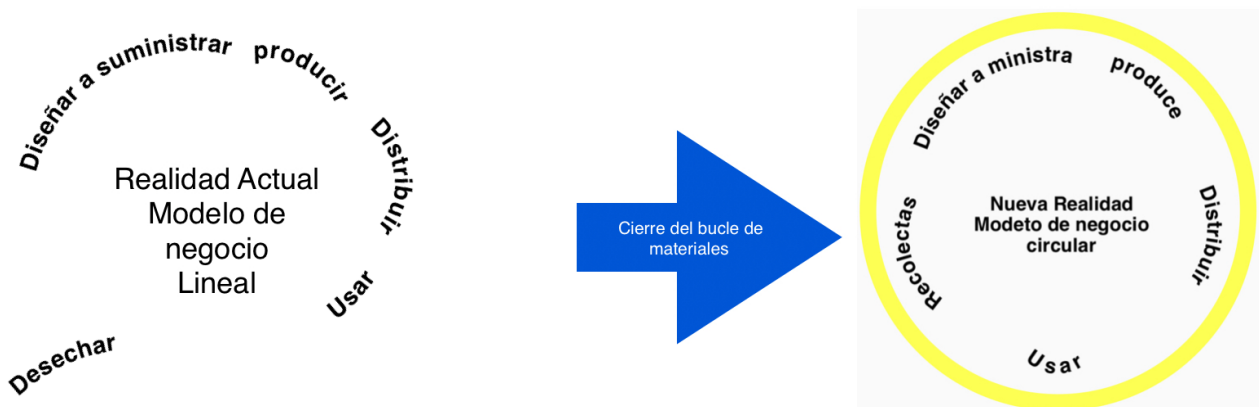 Diseñar a suministrar
producir
Distribuir
Usar
Desechar
Realidad Actual
Modelo de
negocio
Lineal
Cierre del bucle de
materiales
Diseñar a ministra
produce
Distribuir
Usar
Recolectas
Nueva Realidad
Modeto de negocio
circular